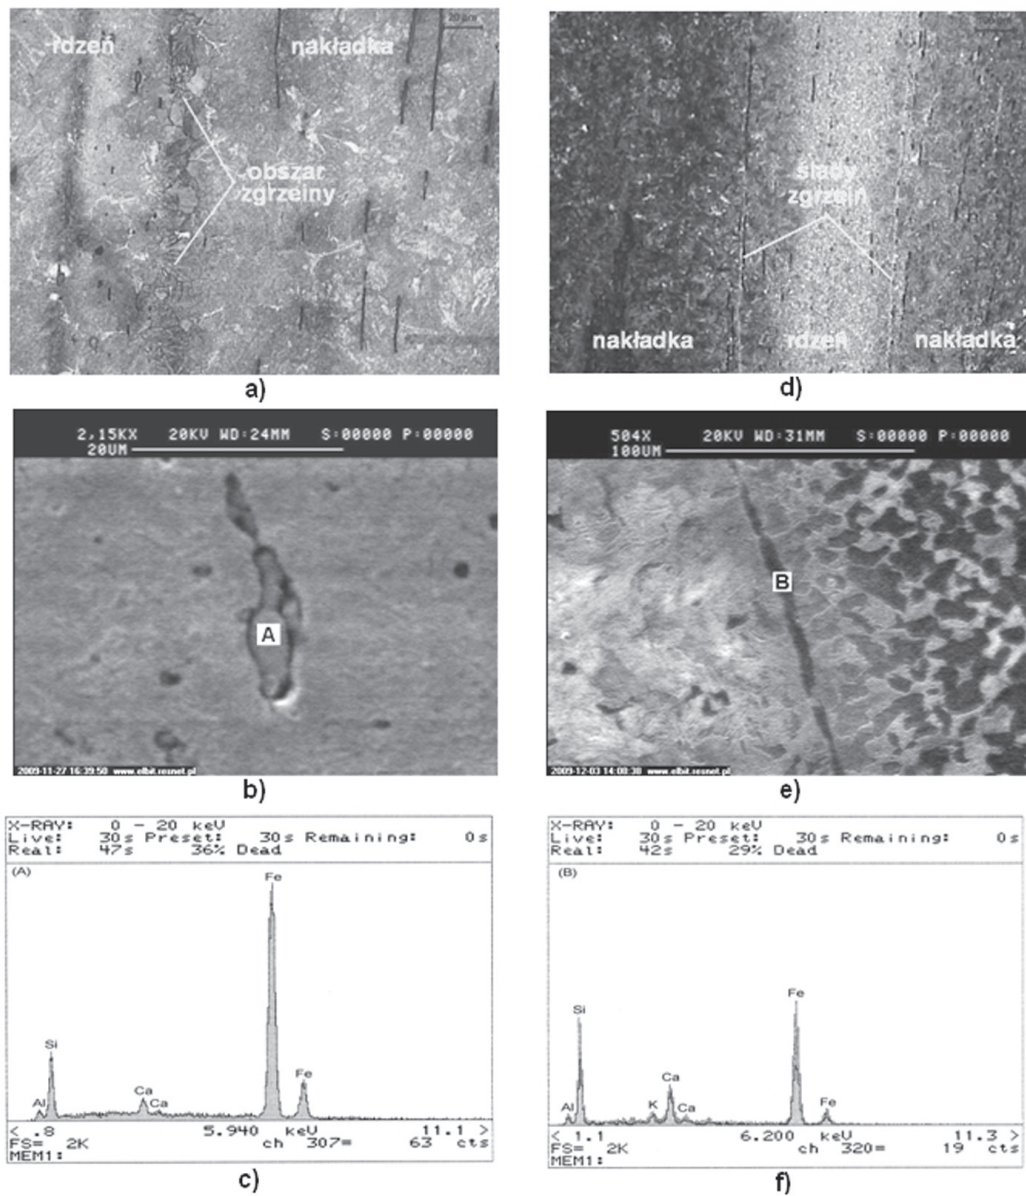 20 µm
rdzeń
nakładka
obszar
zgrzeiny
a)
ślady
zgrzein
nakładka
rdzeń
nakładka
d)
2,15KX 20KV WD:24MM S:00000 P:00000
20UM
A
2009-11-27 16:39:50 www.elbit.resnet.pl
b)
504X 20KV WD:31MM S:00000 P:00000
100UM
B
2009-12-03 14:08:38 www.elbit.resnet.pl
e)
X-RAY: 0 - 20 keV
Live: 30s Preset: 30s Remaining: 0s
Real: 47s 36% Dead
(A)
Fe
Si
Al
Ca
Ca
Fe
< .8 5.940 keV 11.1 >
FS= 2K ch 307= 63 cts
MEM1:
c)
X-RAY: 0 - 20 keV
Live: 30s Preset: 30s Remaining: 0s
Real: 42s 29% Dead
(B)
Fe
Si
Al
K
Ca
Ca
Fe
< 1.1 6.200 keV 11.3 >
FS= 2K ch 320= 19 cts
MEM1:
f)